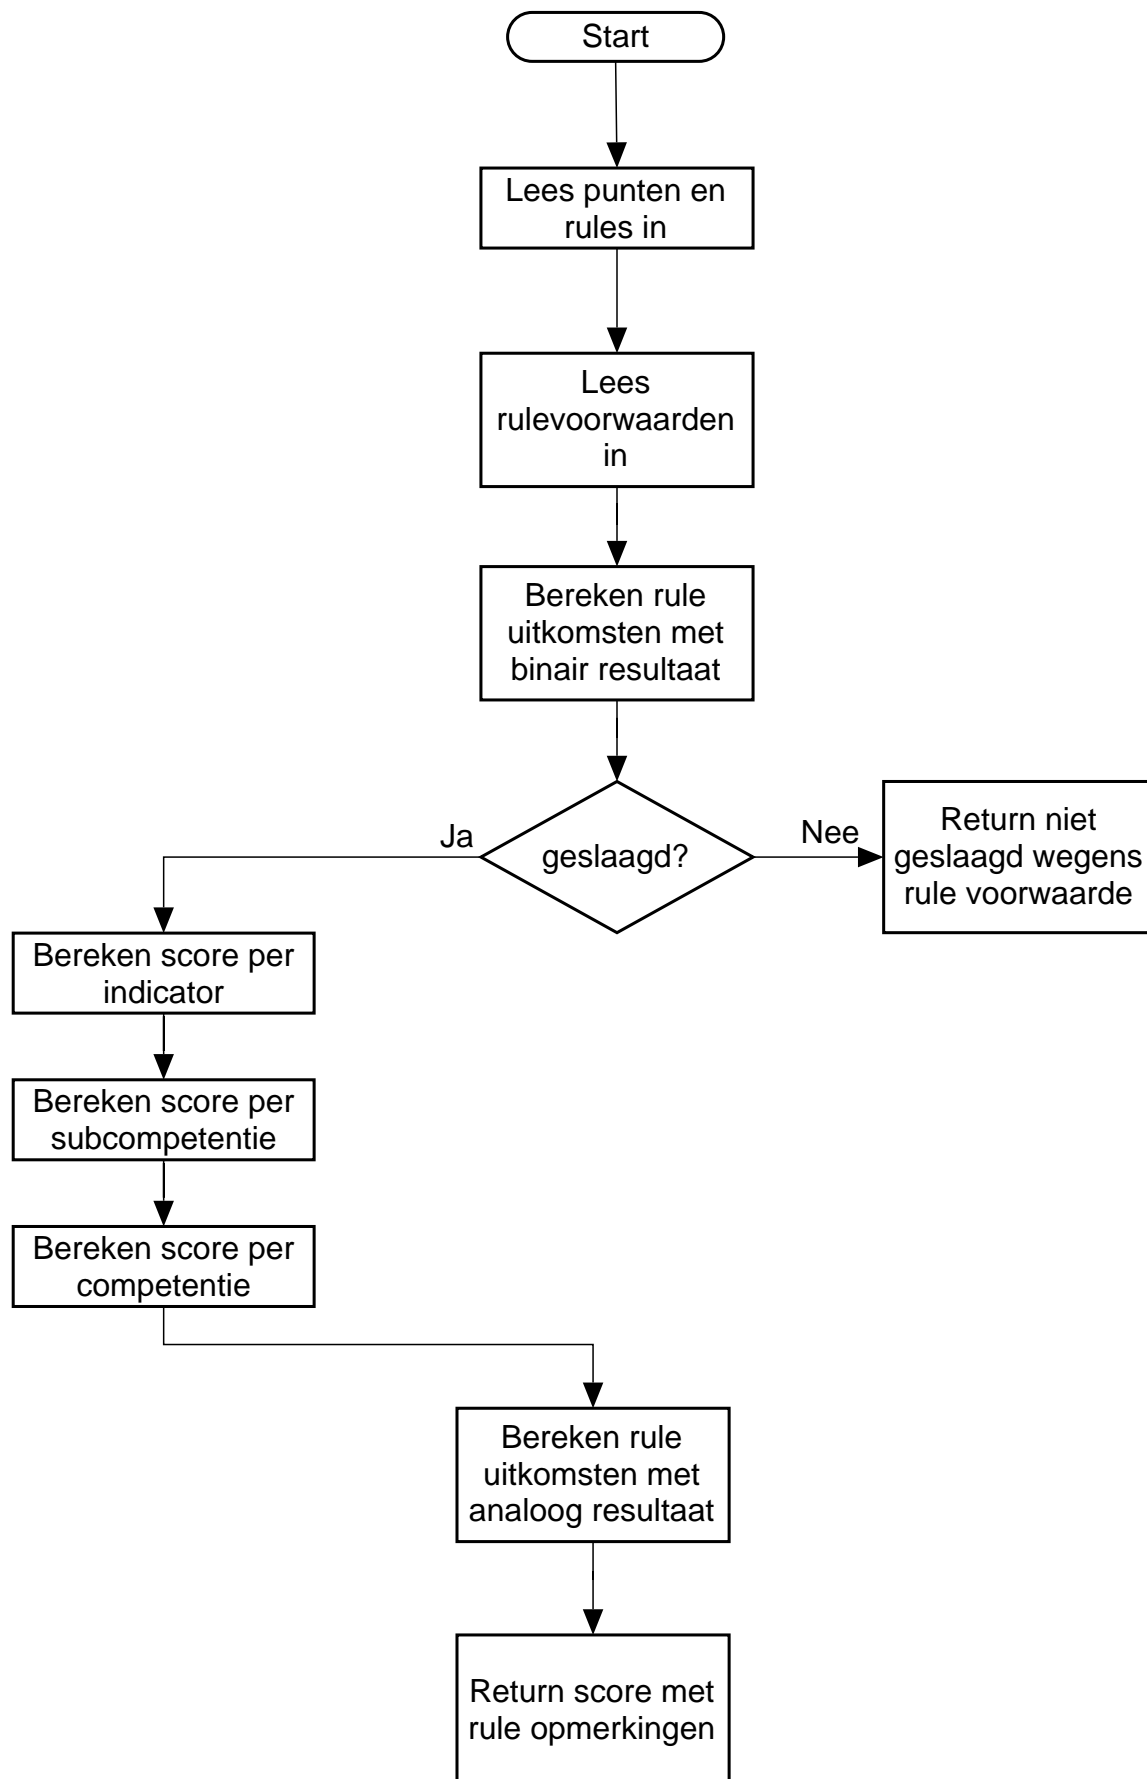 Start
Lees punten en
rules in
Lees
rulevoorwaarden
in
Bereken rule
uitkomsten met
binair resultaat
geslaagd?
Ja
Nee
Return niet
geslaagd wegens
rule voorwaarde
Bereken score per
indicator
Bereken score per
subcompetentie
Bereken score per
competentie
Bereken rule
uitkomsten met
analoog resultaat
Return score met
rule opmerkingen